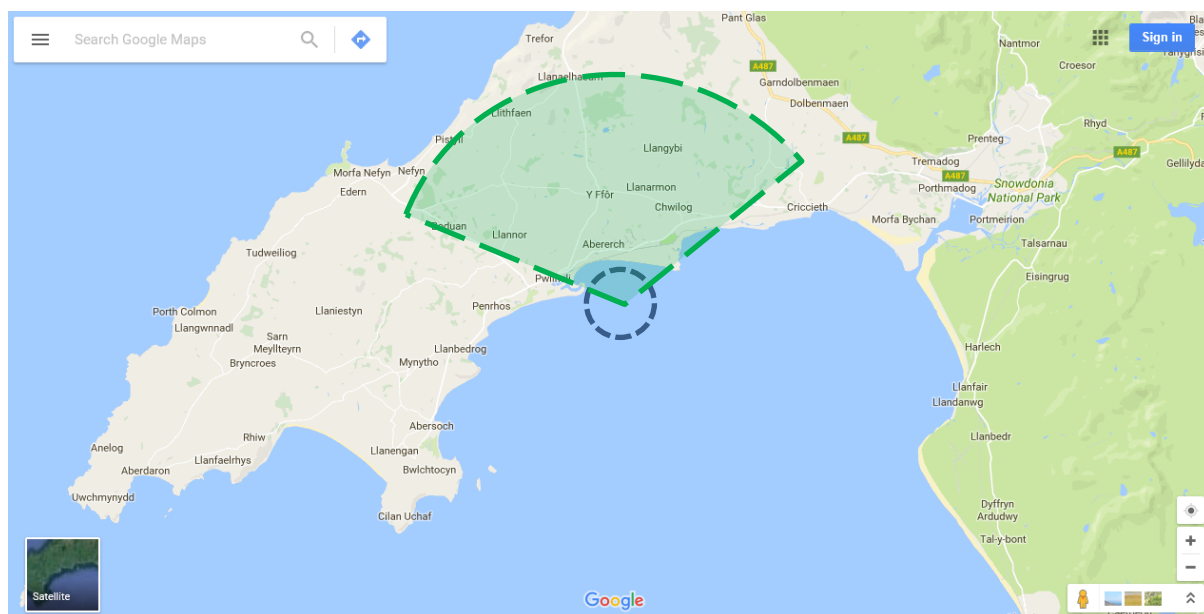 Search Google Maps
Sign in
Pant Glas
Trefor
Nantmor
A487
Croesor
Llanaelhaearn
Garndolbenmaen
Dolbenmaen
Llithfaen
Rhyd
Pistyll
A487
Prenteg
Llangybi
A487
Tremadog
Gellilyda
Morfa Nefyn
Nefyn
A487
Edern
Y Ffôr
Llanarmon
Porthmadog
Snowdonia
National Park
Chwilog
Criccieth
Morfa Bychan
Portmeirion
Boduan
Llannor
Abererch
Talsarnau
Tudweiliog
Pwllheli
Eisingrug
Penrhos
Porth Colmon
Llaniestyn
Llangwnnadl
Sarn
Meyllteyrn
Llanbedrog
Harlech
Bryncroes
Mynytho
Llanfair
Llandanwg
Abersoch
Rhiw
Llanbedr
Anelog
Llanengan
Llanfaelrhys
Aberdaron
Bwlchtocyn
Uwchmynydd
Cilan Uchaf
Dyffryn
Ardudwy
Tal-y-bont
Satellite
Google